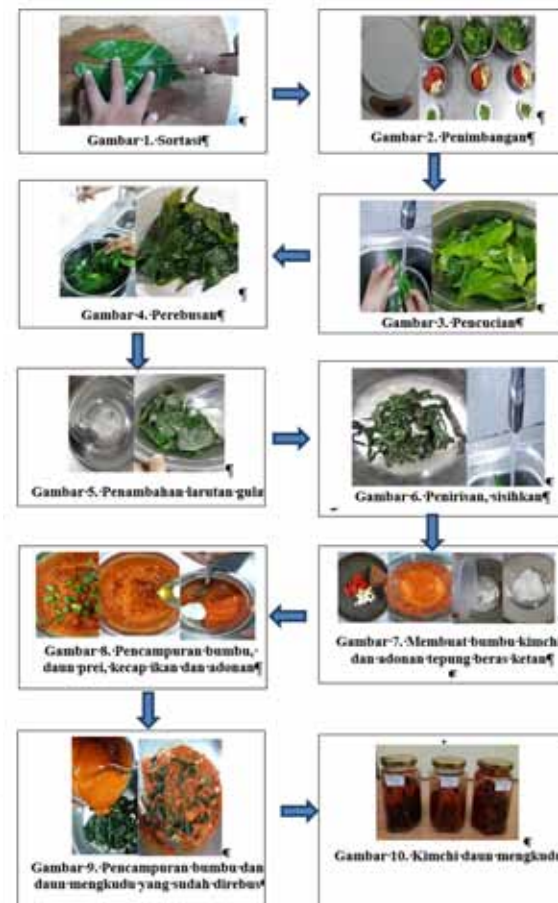 Gambar 1. Sortasi¶
Gambar 2. Penimbangan¶
Gambar 3. Pencucian¶
Gambar 4. Perebusan¶
Gambar 5. Penambahan larutan gula
Gambar 6. Penirisan, sisihkan¶
Gambar 7. Membuat bumbu kimchi
dan adonan tepung beras ketan¶
Gambar 8. Pencampuran bumbu,
daun prei, kecap ikan dan adonan¶
Gambar 9. Pencampuran bumbu dan
daun mengkudu yang sudah direbus
Gambar 10. Kimchi daun mengkudu